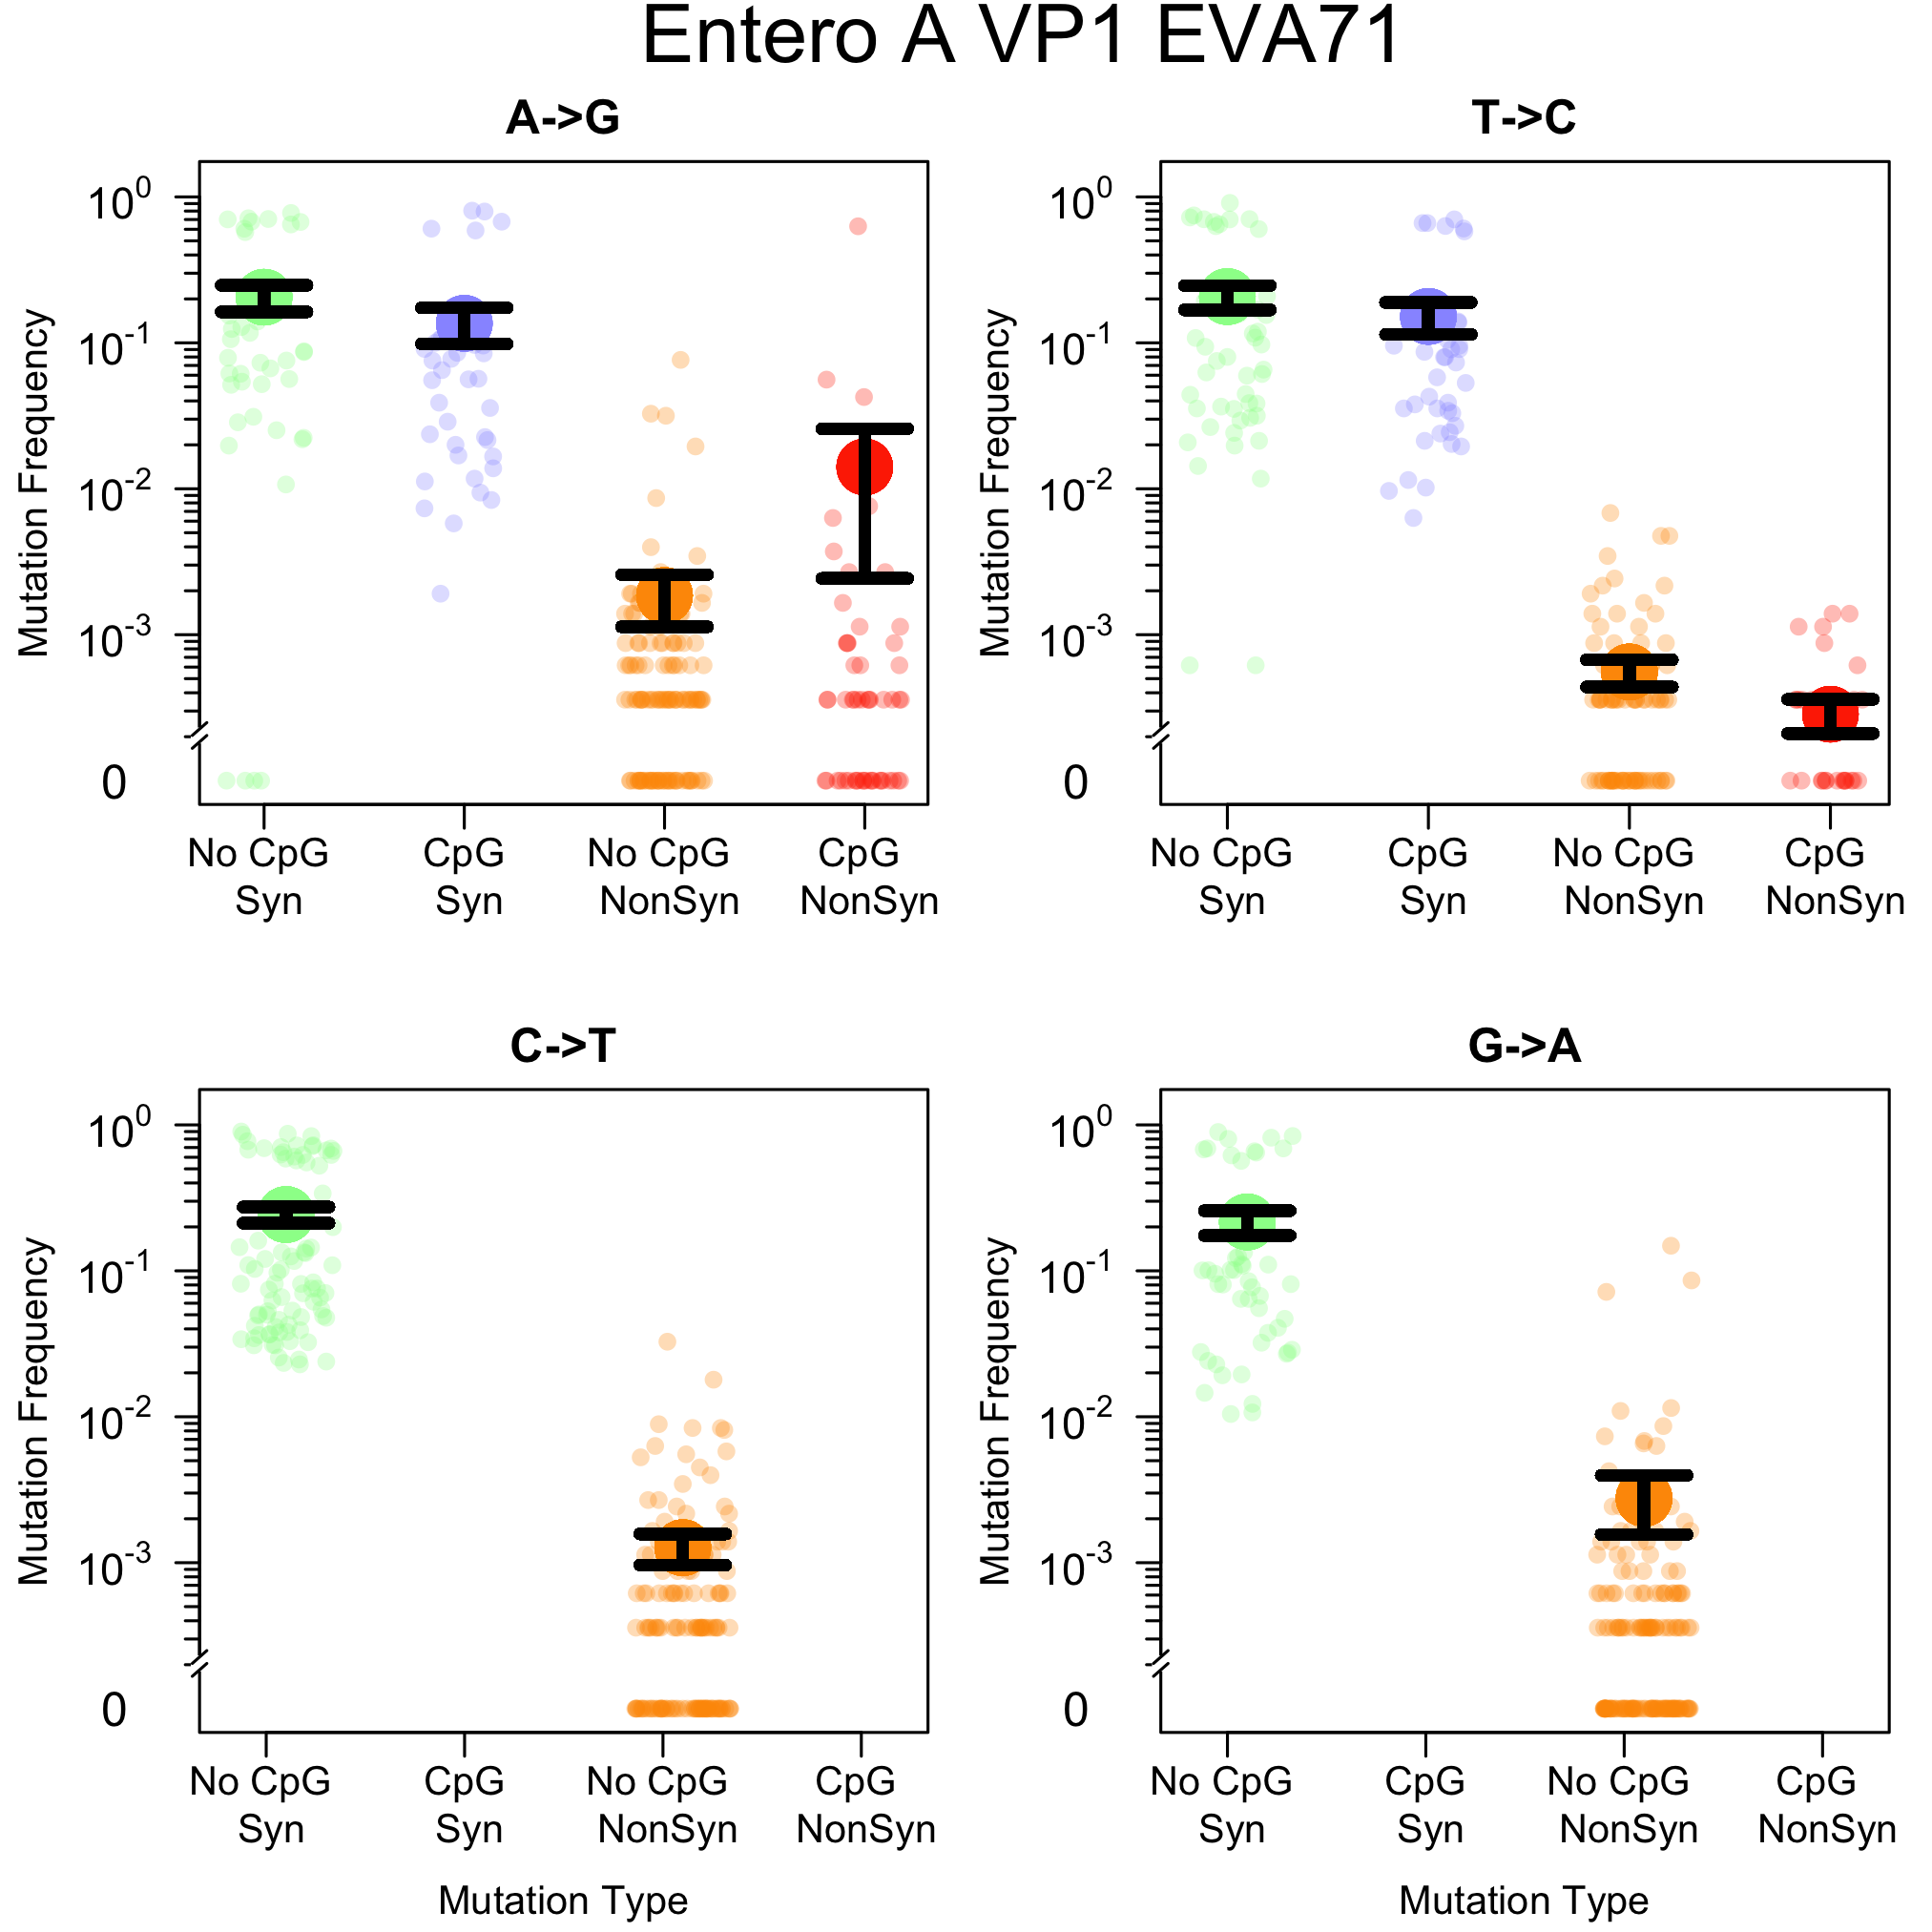 Entero A VP1 EVA71
A->G
T->C
Mutation Frequency
10^0
10^-1
10^-2
10^-3
0
No CpG CpG No CpG CpG
Syn Syn NonSyn NonSyn
Mutation Frequency
10^0
10^-1
10^-2
10^-3
0
No CpG CpG No CpG CpG
Syn Syn NonSyn NonSyn
C->T
G->A
Mutation Frequency
10^0
10^-1
10^-2
10^-3
0
No CpG CpG No CpG CpG
Syn Syn NonSyn NonSyn
Mutation Type
Mutation Frequency
10^0
10^-1
10^-2
10^-3
0
No CpG CpG No CpG CpG
Syn Syn NonSyn NonSyn
Mutation Type